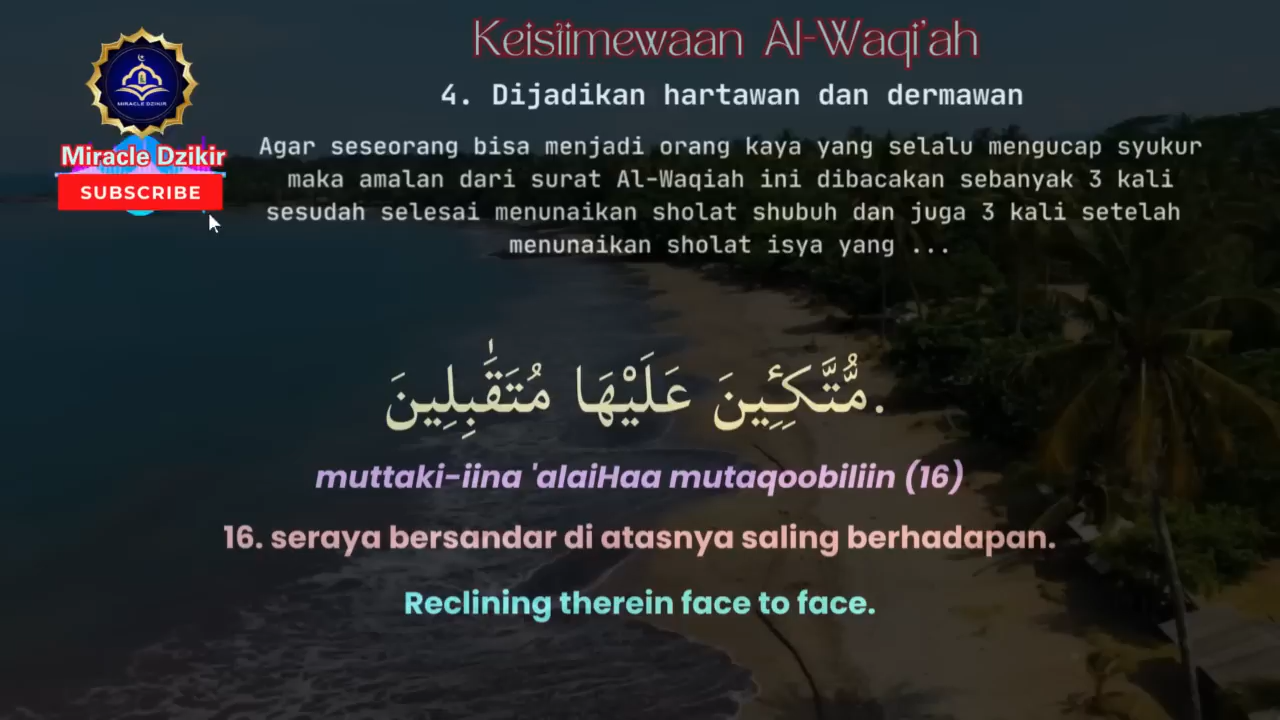 Keistimewaan Al-Waqi'ah
4. Dijadikan hartawan dan dermawan
MIRACLE DZIKIR
Miracle Dzikir
SUBSCRIBE
Agar seseorang bisa menjadi orang kaya yang selalu mengucap syukur
maka amalan dari surat Al-Waqiah ini dibacakan sebanyak 3 kali
sesudah selesai menunaikan sholat shubuh dan juga 3 kali setelah
menunaikan sholat isya yang ...
مُّتَّكِـِٔينَ عَلَيْهَا مُتَقَٰبِلِينَ.
muttaki-iina 'alaiHaa mutaqoobiliin (16)
16. seraya bersandar di atasnya saling berhadapan.
Reclining therein face to face.